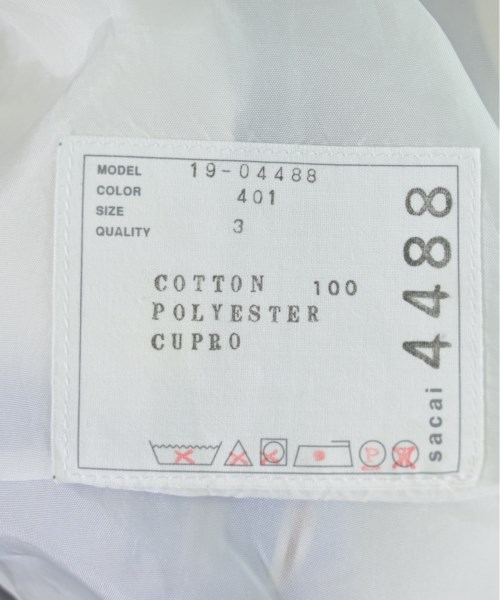 MODEL 19-04488
COLOR 401
SIZE 3
QUALITY
COTTON 100
POLYESTER
CUPRO
P
sacai 4488